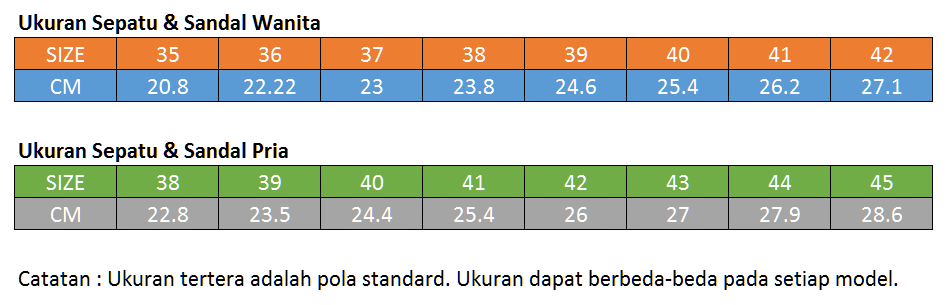 Ukuran Sepatu & Sandal Wanita
SIZE 35 36 37 38 39 40 41 42
CM 20.8 22.22 23 23.8 24.6 25.4 26.2 27.1
Ukuran Sepatu & Sandal Pria
SIZE 38 39 40 41 42 43 44 45
CM 22.8 23.5 24.4 25.4 26 27 27.9 28.6
Catatan : Ukuran tertera adalah pola standard. Ukuran dapat berbeda-beda pada setiap model.